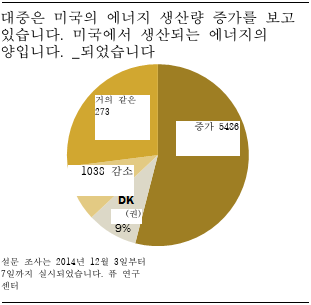 대중은 미국의 에너지 생산량 증가를 보고
있습니다. 미국에서 생산되는 에너지의
양입니다. _되었습니다
거의 같은
273
증가 5486
1038 감소
DK
(권)
9%
설문 조사는 2014년 12월 3일부터
7일까지 실시되었습니다. 퓨 연구
센터